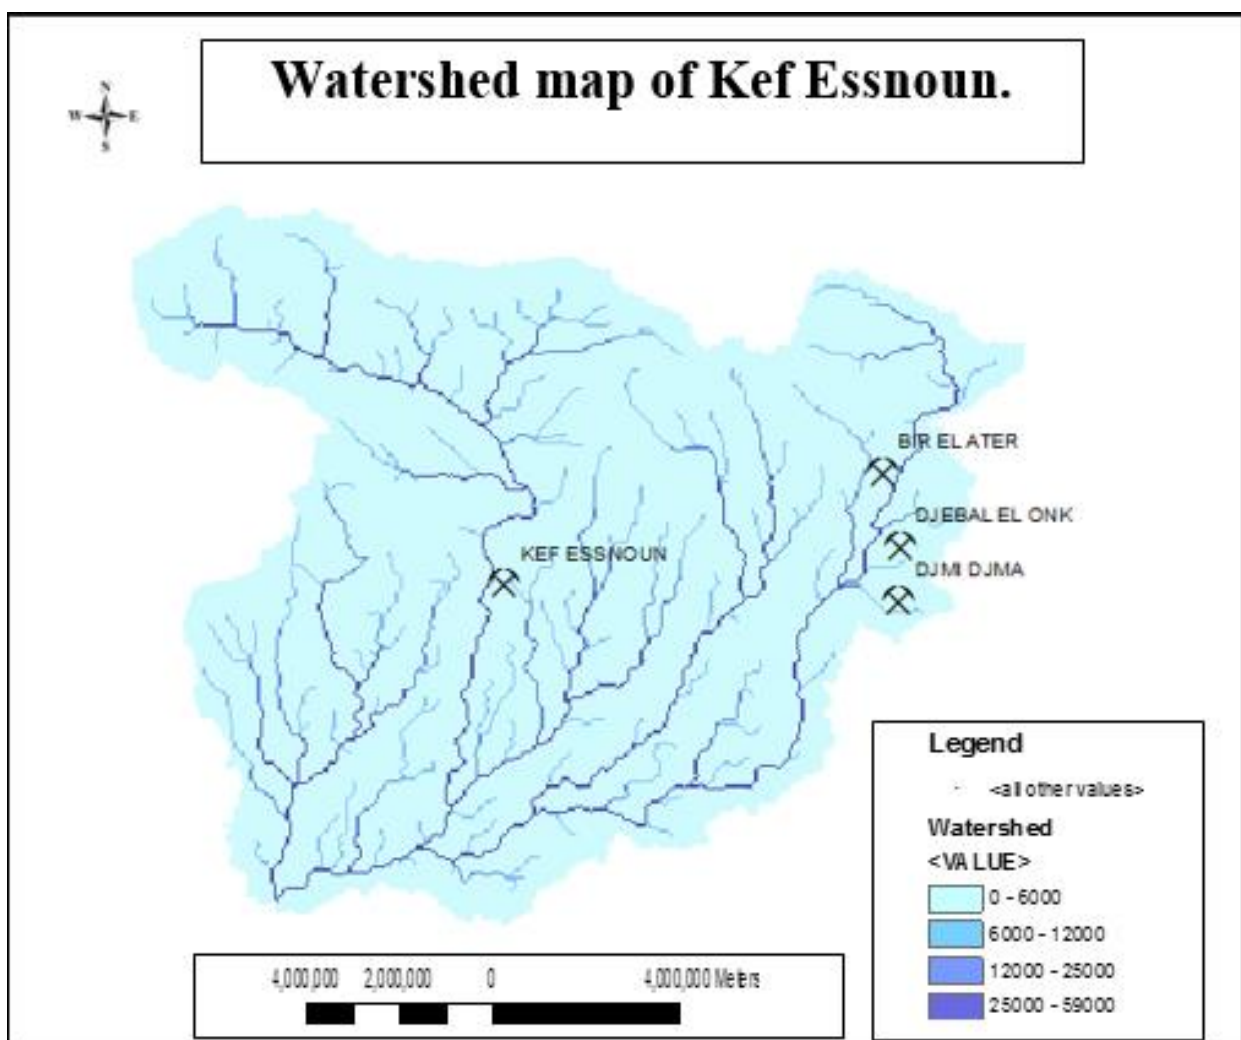 Watershed map of Kef Essnoun.
N
W E
S
BIR EL ATER
DJEBAL EL ONK
KEF ESSNOUN
DJMI DJMA
Legend
<all other values>
Watershed
<VALUE>
0 - 6000
6000 - 12000
12000 - 25000
25000 - 59000
4,000,000 2,000,000 0 4,000,000 Meters